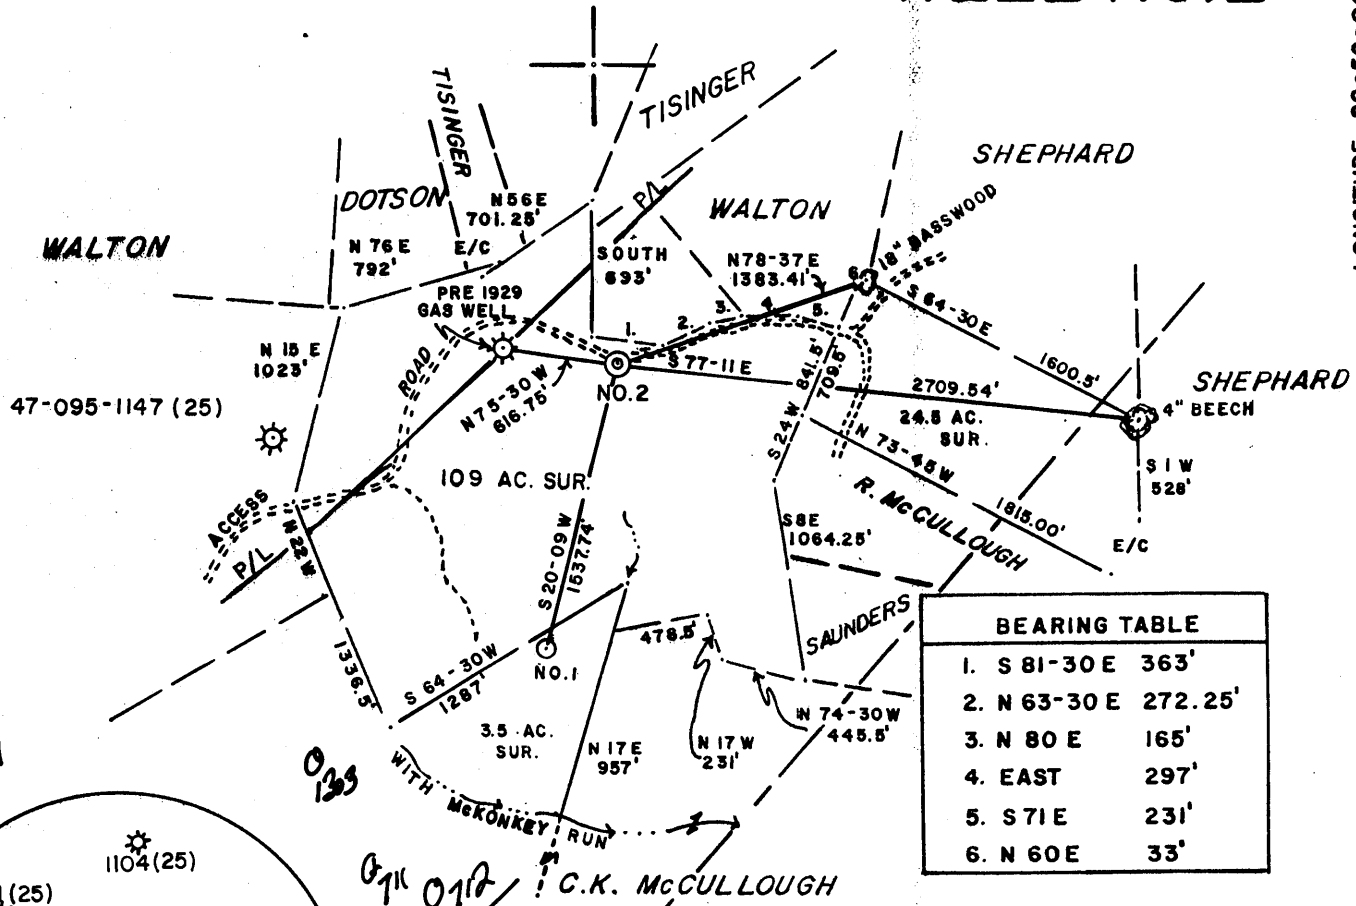 TISINGER
TISINGER
SHEPHARD
DOTSON
N 56 E
701.25'
P/L
WALTON
18" BASSWOOD
WALTON
N 76 E
792'
E/C
SOUTH
693'
N78-37E
1383.41'
6.
PRE 1929
GAS WELL
1.
2.
3.
4.
5.
S 64-30 E
1600.5'
N 15 E
1023'
ROAD
N 75-30 W
616.75'
NO.2
S 77-11 E
2709.54'
S 24 W 841.5'
709.5'
24.5 AC.
SUR.
SHEPHARD
4" BEECH
47-095-1147 (25)
109 AC. SUR.
N 73-45 W
1815.00'
R. McCULLOUGH
S 1 W
528'
E/C
ACCESS
P/L
N 22 W
1336.5'
S 20-09 W
1537.74'
S8E
1064.25'
S 64-30 W
1287'
NO.1
478.5'
SAUNDERS
3.5 AC.
SUR.
N 17 E
957'
N 17 W
231'
N 74-30 W
445.5'
WITH McKONKEY RUN
C.K. McCULLOUGH
1104(25)
(25)
BEARING TABLE
1. S 81-30 E 363'
2. N 63-30 E 272.25'
3. N 80 E 165'
4. EAST 297'
5. S 71 E 231'
6. N 60 E 33'